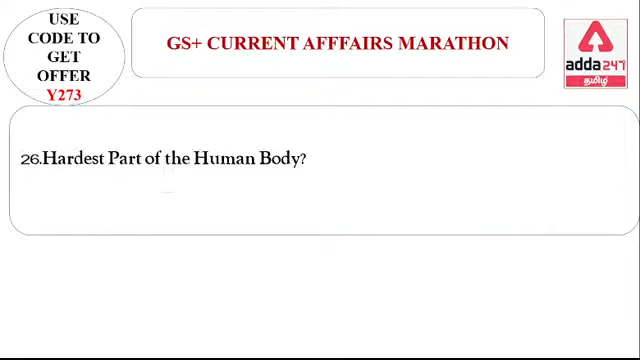 USE
CODE TO
GET
OFFER
Y273
GS+ CURRENT AFFFAIRS MARATHON
adda247
தமிழ்
26.Hardest Part of the Human Body?